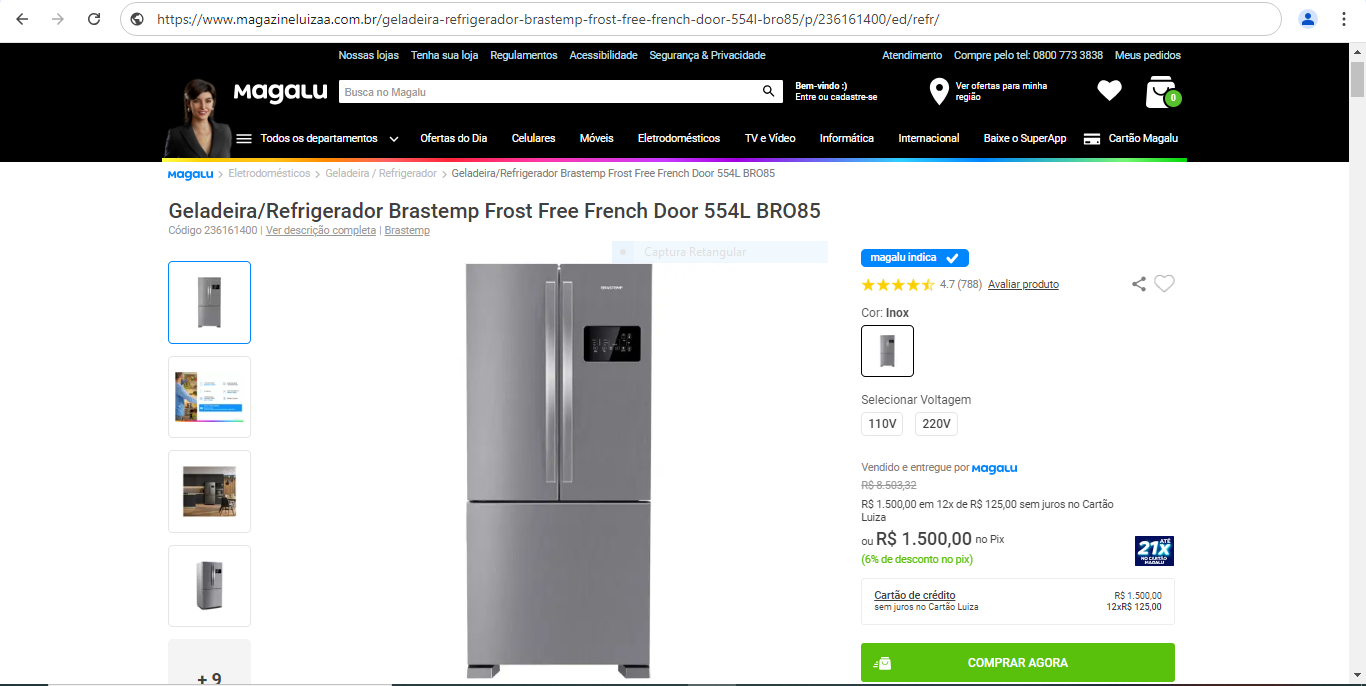 https://www.magazineluizaa.com.br/geladeira-refrigerador-brastemp-frost-free-french-door-554l-bro85/p/236161400/ed/refr/
Nossas lojas Tenha sua loja Regulamentos Acessibilidade Segurança & Privacidade Atendimento Compre pelo tel: 0800 773 3838 Meus pedidos
Magalu
Busca no Magalu
Bem-vindo :)
Entre ou cadastre-se
Ver ofertas para minha
região
0
Todos os departamentos Ofertas do Dia Celulares Móveis Eletrodomésticos TV e Vídeo Informática Internacional Baixe o SuperApp Cartão Magalu
Magalu > Eletrodomésticos > Geladeira / Refrigerador > Geladeira/Refrigerador Brastemp Frost Free French Door 554L BRO85
Geladeira/Refrigerador Brastemp Frost Free French Door 554L BRO85
Código 236161400 | Ver descrição completa | Brastemp
Captura Retangular
BRASTEMP
+ 9
magalu indica
4.7 (788) Avaliar produto
Cor: Inox
Selecionar Voltagem
110V 220V
Vendido e entregue por Magalu
R$ 8.503,32
R$ 1.500,00 em 12x de R$ 125,00 sem juros no Cartão
Luiza
ou R$ 1.500,00 no Pix
(6% de desconto no pix)
ATÉ
21X
NO CARTÃO
MAGALU
Cartão de crédito R$ 1.500,00
sem juros no Cartão Luiza 12xR$ 125,00
COMPRAR AGORA